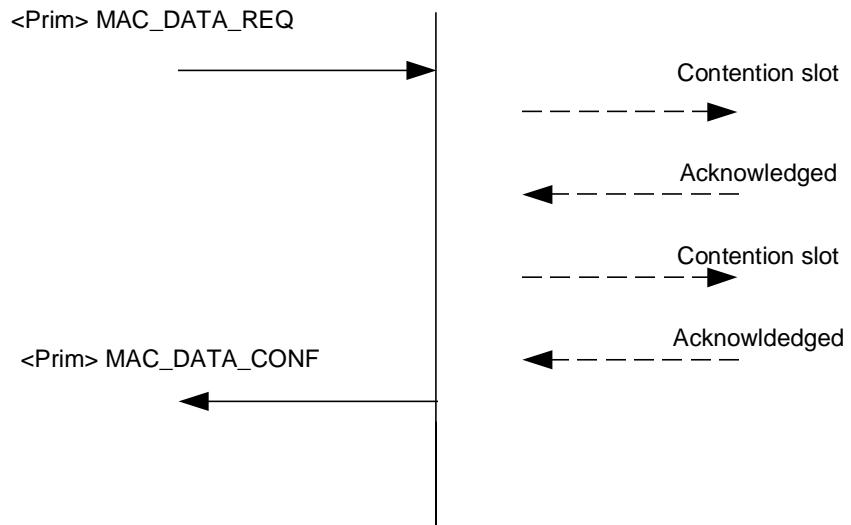 <Prim> MAC_DATA_REQ
Contention slot
Acknowledged
Contention slot
Acknowldedged
<Prim> MAC_DATA_CONF